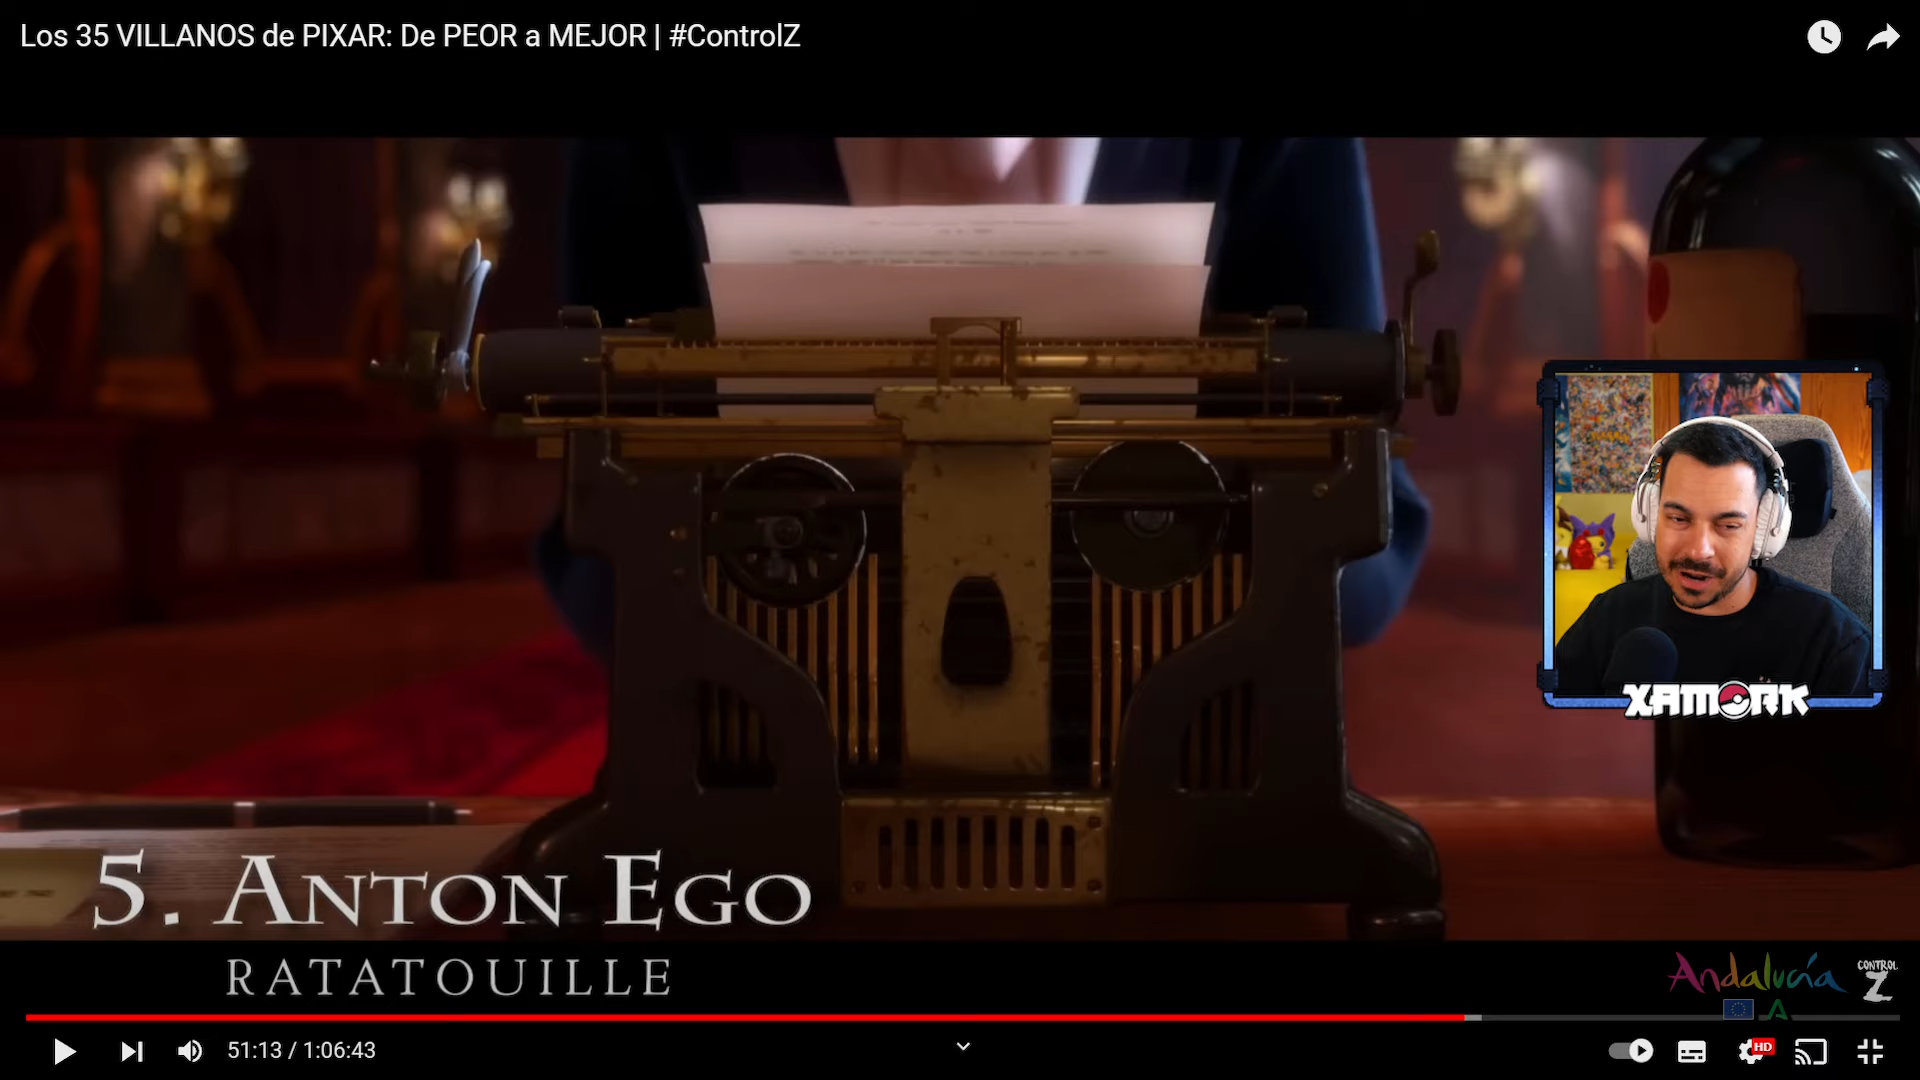 Los 35 VILLANOS de PIXAR: De PEOR a MEJOR | #ControlZ
XAMORK
5. ANTON EGO
RATATOUILLE
Andalucía
CONTROL Z
51:13 / 1:06:43
HD